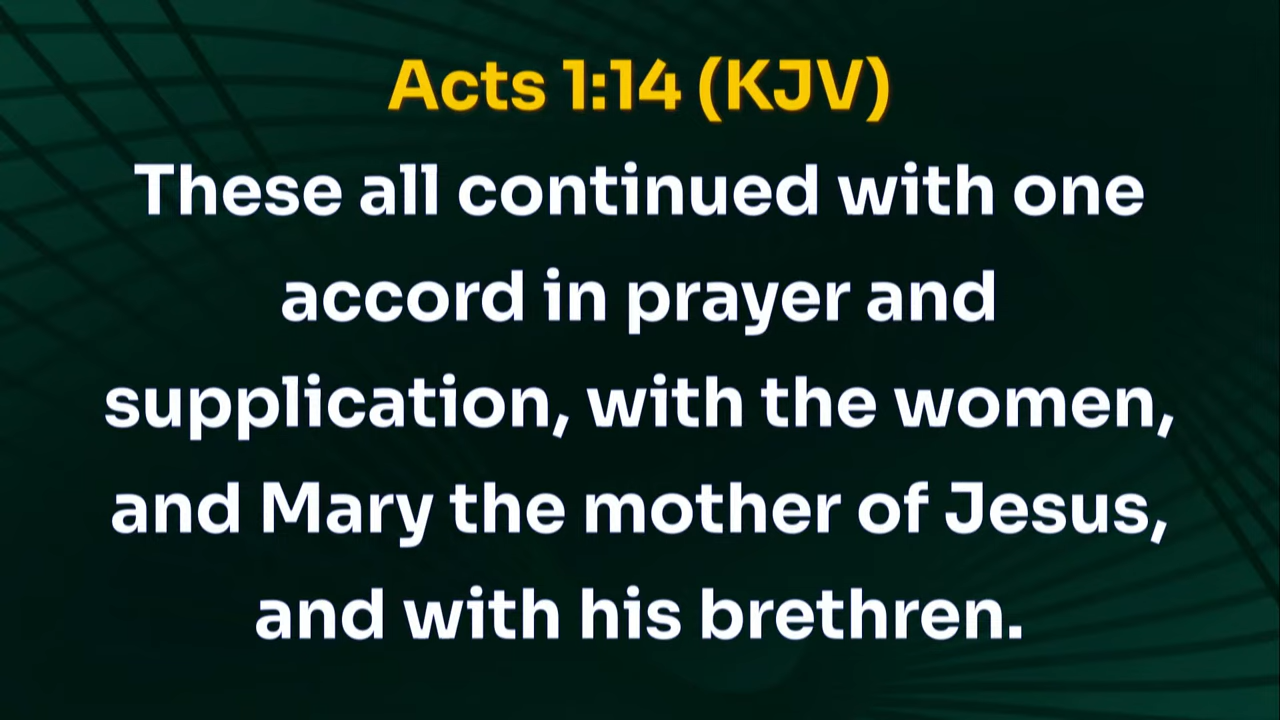 Acts 1:14 (KJV)
These all continued with one
accord in prayer and
supplication, with the women,
and Mary the mother of Jesus,
and with his brethren.